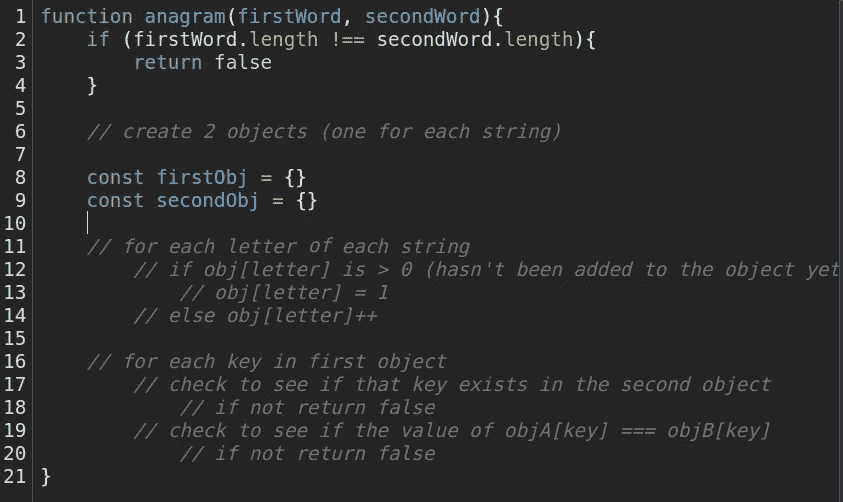 1 function anagram(firstWord, secondWord){
2     if (firstWord.length !== secondWord.length){
3         return false
4     }
5
6     // create 2 objects (one for each string)
7
8     const firstObj = {}
9     const secondObj = {}
10
11     // for each letter of each string
12         // if obj[letter] is > 0 (hasn't been added to the object yet
13             // obj[letter] = 1
14         // else obj[letter]++
15
16     // for each key in first object
17         // check to see if that key exists in the second object
18             // if not return false
19         // check to see if the value of objA[key] === objB[key]
20             // if not return false
21 }